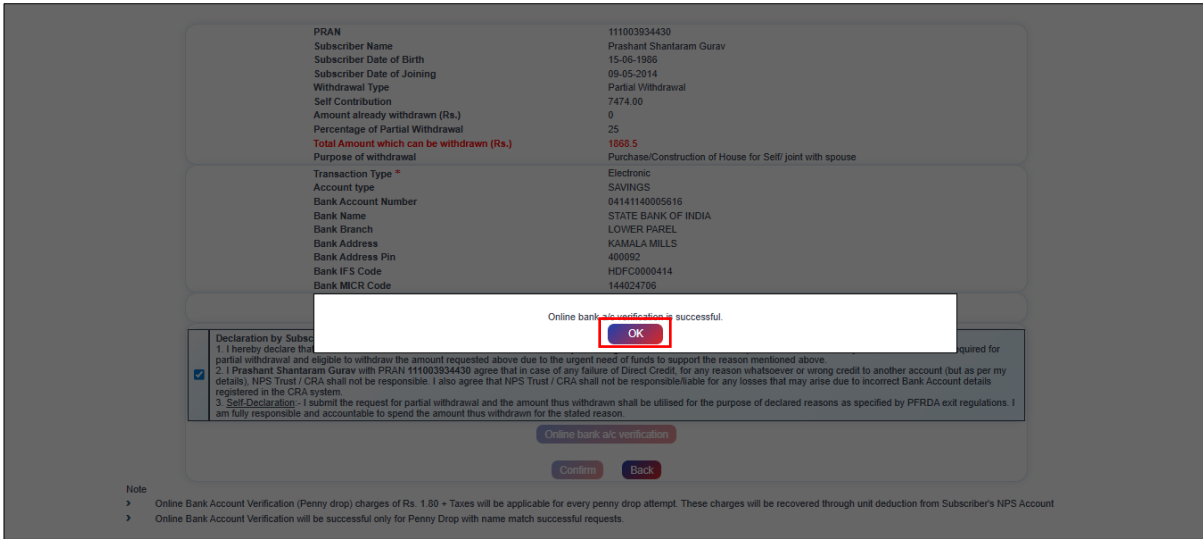 PRAN 111003934430
Subscriber Name Prashant Shantaram Gurav
Subscriber Date of Birth 15-06-1986
Subscriber Date of Joining 09-05-2014
Withdrawal Type Partial Withdrawal
Self Contribution 7474.00
Amount already withdrawn (Rs.) 0
Percentage of Partial Withdrawal 25
Total Amount which can be withdrawn (Rs.) 1868.5
Purpose of withdrawal Purchase/Construction of House for Self/ joint with spouse
Transaction Type * Electronic
Account type SAVINGS
Bank Account Number 04141140005616
Bank Name STATE BANK OF INDIA
Bank Branch LOWER PAREL
Bank Address KAMALA MILLS
Bank Address Pin 400092
Bank IFS Code HDFC0000414
Bank MICR Code 144024706
Online bank a/c verification is successful.
OK
Declaration by Subsc
1. I hereby declare that
partial withdrawal and eligible to withdraw the amount requested above due to the urgent need of funds to support the reason mentioned above.
2. I Prashant Shantaram Gurav with PRAN 111003934430 agree that in case of any failure of Direct Credit, for any reason whatsoever or wrong credit to another account (but as per my
details), NPS Trust / CRA shall not be responsible. I also agree that NPS Trust / CRA shall not be responsible/liable for any losses that may arise due to incorrect Bank Account details
registered in the CRA system.
3. Self-Declaration:- I submit the request for partial withdrawal and the amount thus withdrawn shall be utilised for the purpose of declared reasons as specified by PFRDA exit regulations. I
am fully responsible and accountable to spend the amount thus withdrawn for the stated reason.
Online bank a/c verification
Confirm Back
Note
> Online Bank Account Verification (Penny drop) charges of Rs. 1.80 + Taxes will be applicable for every penny drop attempt. These charges will be recovered through unit deduction from Subscriber's NPS Account
> Online Bank Account Verification will be successful only for Penny Drop with name match successful requests.